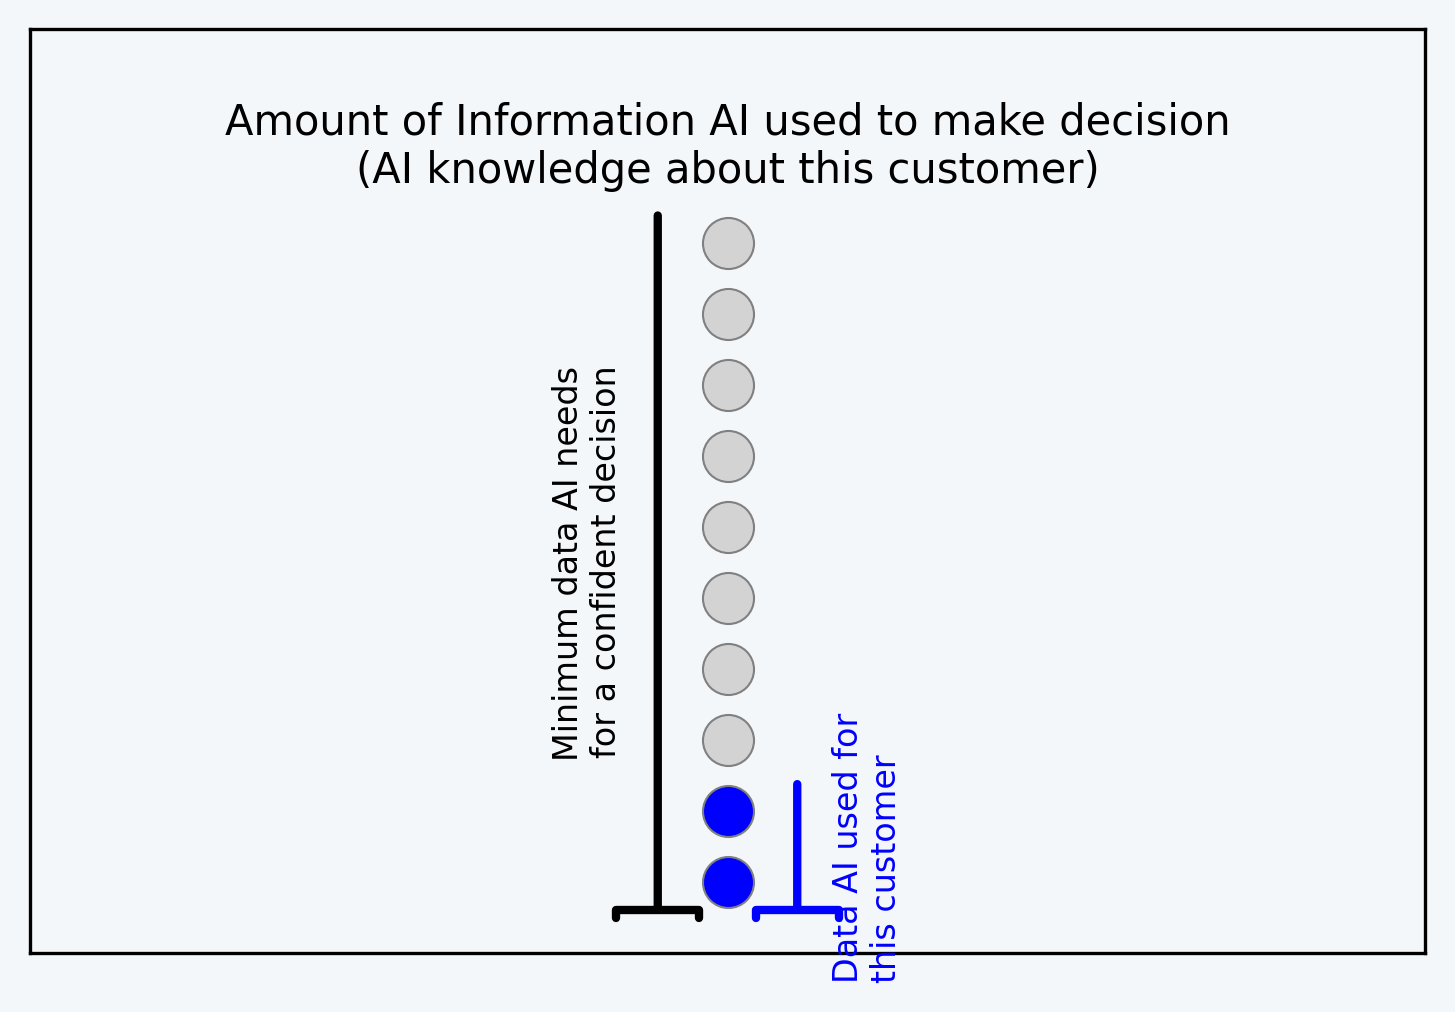 Amount of Information AI used to make decision
(AI knowledge about this customer)
Minimum data AI needs
for a confident decision
Data AI used for
this customer